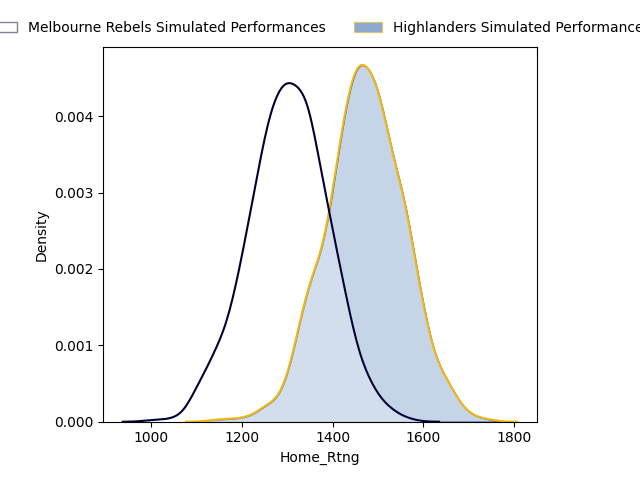 Melbourne Rebels Simulated Performances Highlanders Simulated Performance
0.004
0.003
0.002
0.001
0.000
Density
1000 1200 1400 1600 1800
Home_Rtng